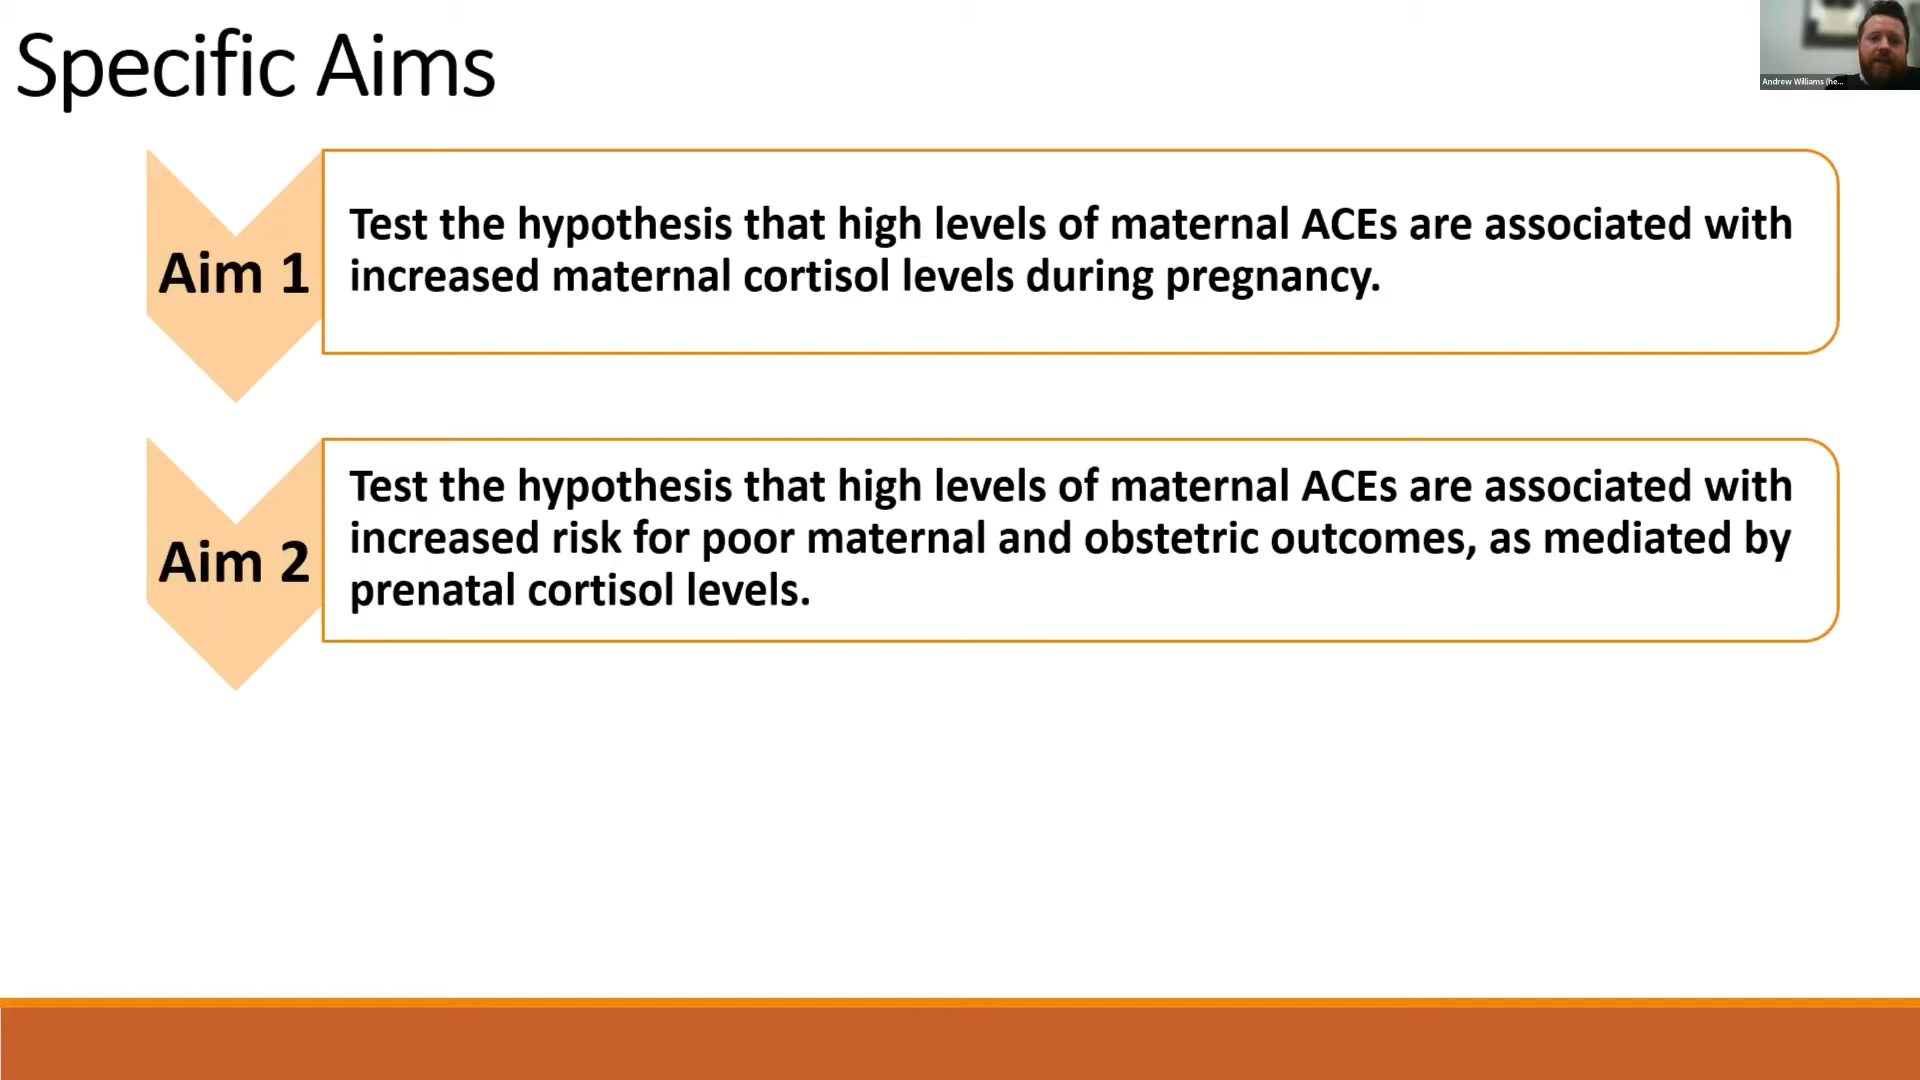 Specific Aims
Andrew Williams (he...
Aim 1
Test the hypothesis that high levels of maternal ACEs are associated with
increased maternal cortisol levels during pregnancy.
Aim 2
Test the hypothesis that high levels of maternal ACEs are associated with
increased risk for poor maternal and obstetric outcomes, as mediated by
prenatal cortisol levels.